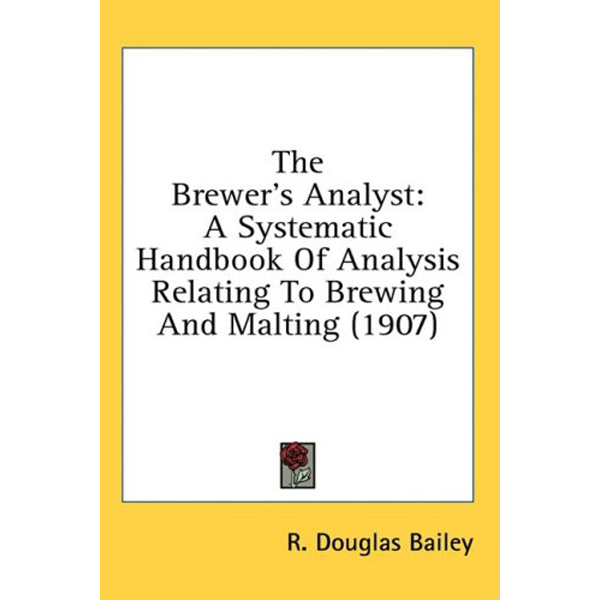 The
Brewer's Analyst:
A Systematic
Handbook Of Analysis
Relating To Brewing
And Malting (1907)
R. Douglas Bailey